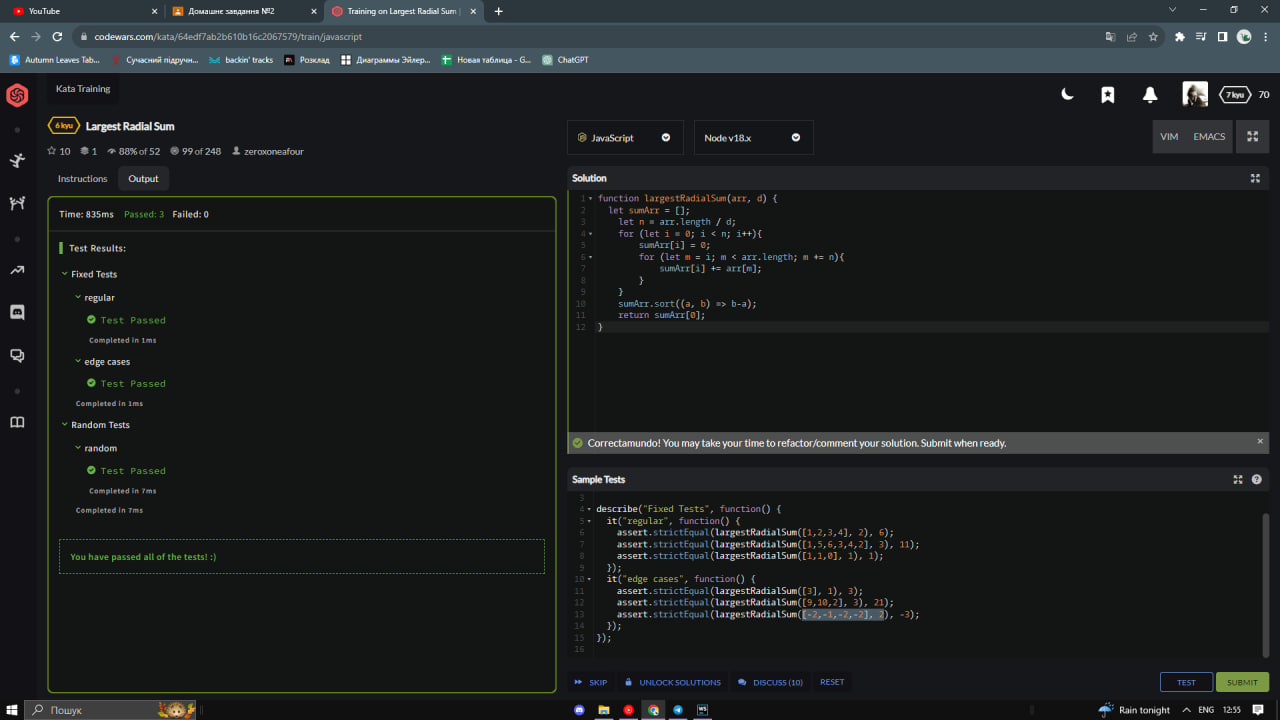 YouTube
Домашнє завдання №2
Training on Largest Radial Sum |
codewars.com/kata/64edf7ab2b610b16c2067579/train/javascript
Autumn Leaves Tab...
Сучасний підручн...
backin' tracks
Розклад
Диаграммы Эйлер...
Новая таблица - G...
ChatGPT
Kata Training
7 kyu
70
6 kyu
Largest Radial Sum
10 1 88% of 52 99 of 248 zeroxoneafour
Instructions
Output
Time: 835ms Passed: 3 Failed: 0
Test Results:
Fixed Tests
regular
Test Passed
Completed in 1ms
edge cases
Test Passed
Completed in 1ms
Random Tests
random
Test Passed
Completed in 7ms
Completed in 7ms
You have passed all of the tests! :)
JavaScript
Node v18.x
VIM EMACS
Solution
1 function largestRadialSum(arr, d) {
2 let sumArr = [];
3 let n = arr.length / d;
4 for (let i = 0; i < n; i++){
5 sumArr[i] = 0;
6 for (let m = i; m < arr.length; m += n){
7 sumArr[i] += arr[m];
8 }
9 }
10 sumArr.sort((a, b) => b-a);
11 return sumArr[0];
12 }
Correctamundo! You may take your time to refactor/comment your solution. Submit when ready.
Sample Tests
3
4 describe("Fixed Tests", function() {
5 it("regular", function() {
6 assert.strictEqual(largestRadialSum([1,2,3,4], 2), 6);
7 assert.strictEqual(largestRadialSum([1,5,6,3,4,2], 3), 11);
8 assert.strictEqual(largestRadialSum([1,1,0], 1), 1);
9 });
10 it("edge cases", function() {
11 assert.strictEqual(largestRadialSum([3], 1), 3);
12 assert.strictEqual(largestRadialSum([9,10,2], 3), 21);
13 assert.strictEqual(largestRadialSum([-2,-1,-2,-2], 2), -3);
14 });
15 });
16
SKIP
UNLOCK SOLUTIONS
DISCUSS (10)
RESET
TEST
SUBMIT
Пошук
Rain tonight
ENG
12:55